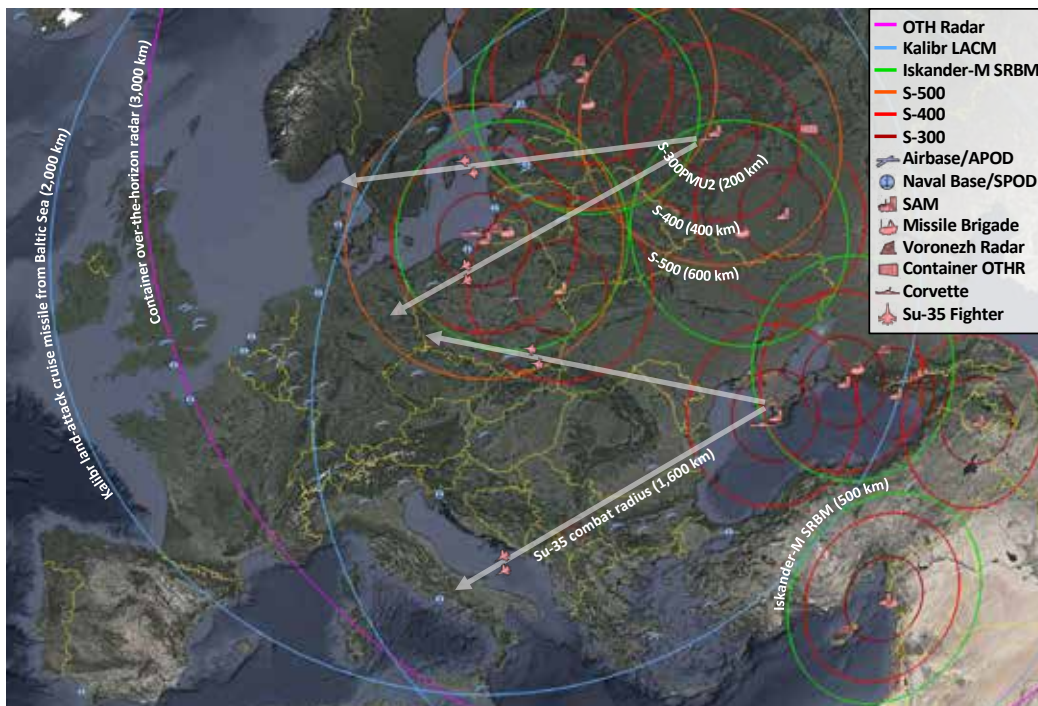 OTH Radar
Kalibr LACM
Iskander-M SRBM
S-500
S-400
S-300
Airbase/APOD
Naval Base/SPOD
SAM
Missile Brigade
Voronezh Radar
Container OTHR
Corvette
Su-35 Fighter
Kalibr land-attack cruise missile from Baltic Sea (2,000 km)
Container over-the-horizon radar (3,000 km)
S-300PMU2 (200 km)
S-400 (400 km)
S-500 (600 km)
Su-35 combat radius (1,600 km)
Iskander-M SRBM (500 km)